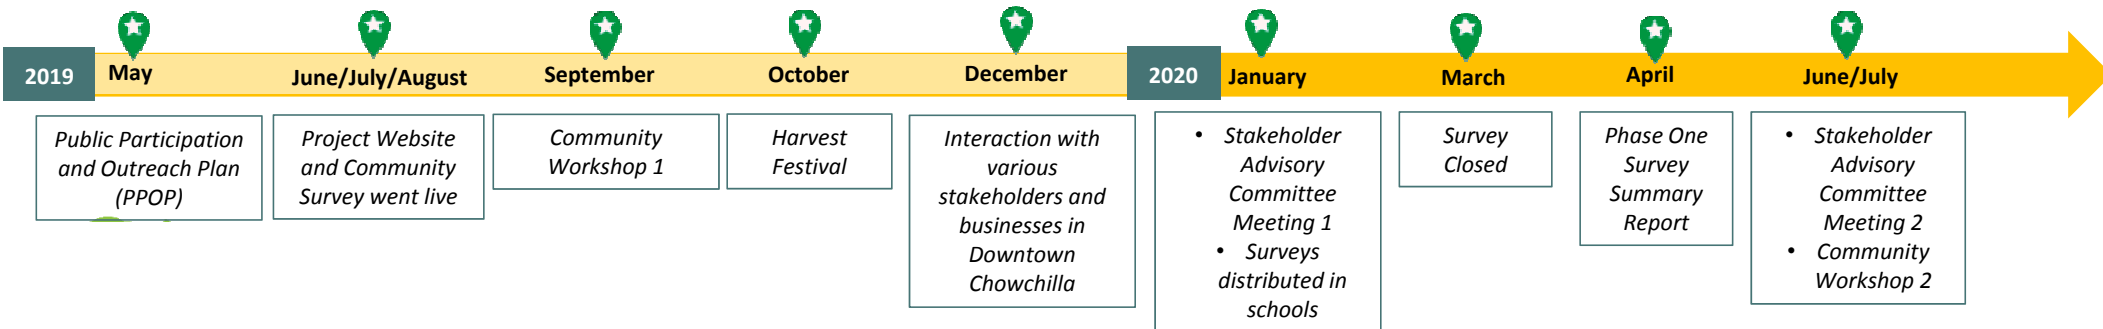 2019
May
June/July/August
September
October
December
2020
January
March
April
June/July
Public Participation
and Outreach Plan
(PPOP)
Project Website
and Community
Survey went live
Community
Workshop 1
Harvest
Festival
Interaction with
various
stakeholders and
businesses in
Downtown
Chowchilla
• Stakeholder
Advisory
Committee
Meeting 1
• Surveys
distributed in
schools
Survey
Closed
Phase One
Survey
Summary
Report
• Stakeholder
Advisory
Committee
Meeting 2
• Community
Workshop 2